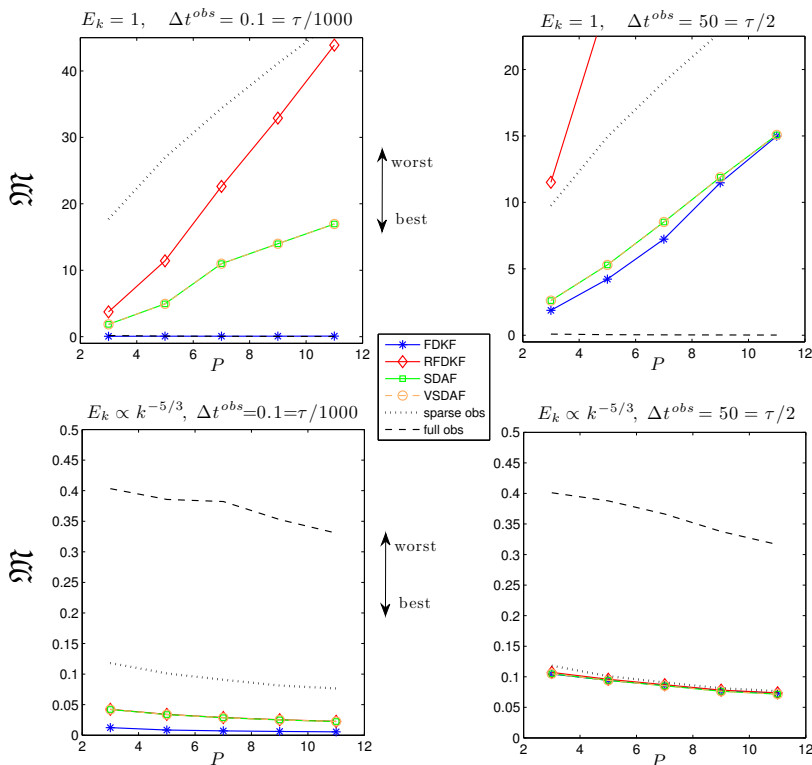 E_k = 1, Δt^{obs} = 0.1 = τ/1000
E_k = 1, Δt^{obs} = 50 = τ/2
𝔐
40
30
20
10
0
2 4 6 8 10 12
P
worst
best
20
15
10
5
0
2 4 6 8 10 12
P
FDKF
RFDKF
SDAF
VSDAF
sparse obs
full obs
E_k ∝ k^{-5/3}, Δt^{obs}=0.1=τ/1000
E_k ∝ k^{-5/3}, Δt^{obs} = 50 = τ/2
𝔐
0.5
0.45
0.4
0.35
0.3
0.25
0.2
0.15
0.1
0.05
0
2 4 6 8 10 12
P
worst
best
0.5
0.45
0.4
0.35
0.3
0.25
0.2
0.15
0.1
0.05
0
2 4 6 8 10 12
P